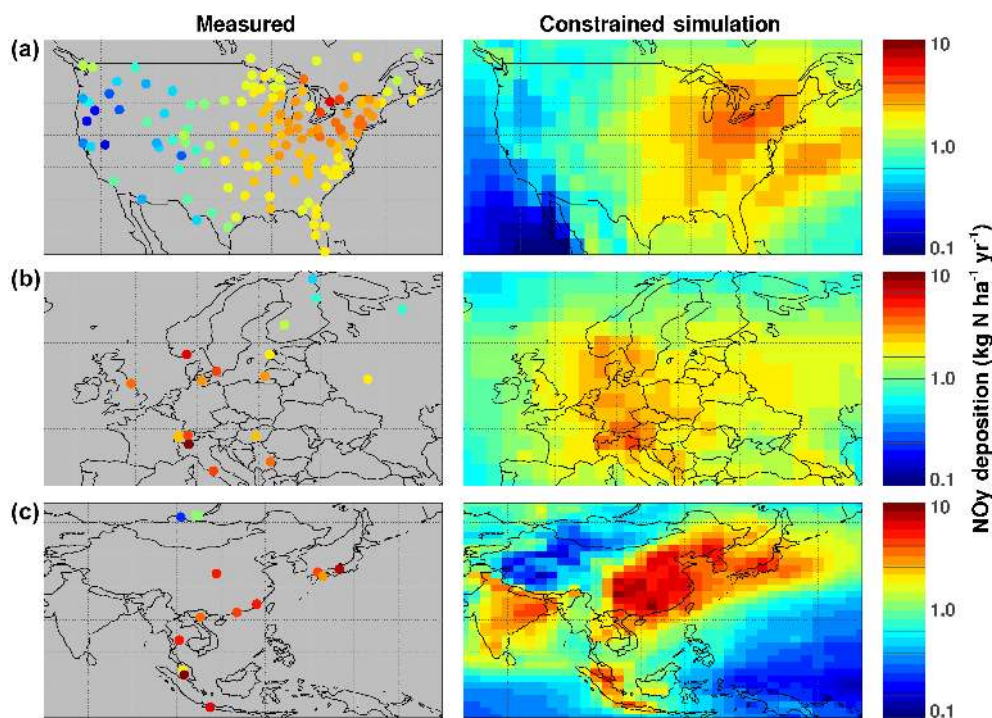 Measured Constrained simulation
(a)
10
1.0
0.1
(b)
10
1.0
0.1
(c)
10
1.0
0.1
NOy deposition (kg N ha⁻¹ yr⁻¹)